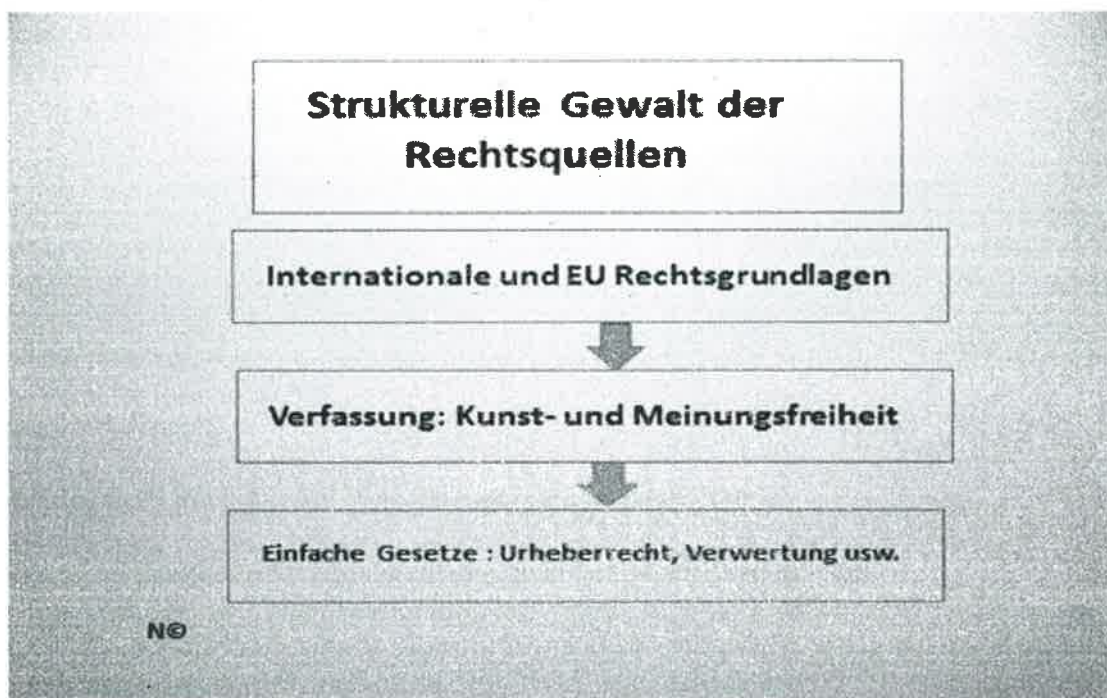 Strukturelle Gewalt der
Rechtsquellen
Internationale und EU Rechtsgrundlagen
Verfassung: Kunst- und Meinungsfreiheit
Einfache Gesetze : Urheberrecht, Verwertung usw.
N©